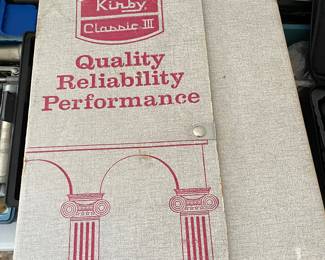 Kirby
Classic III
Quality
Reliability
Performance